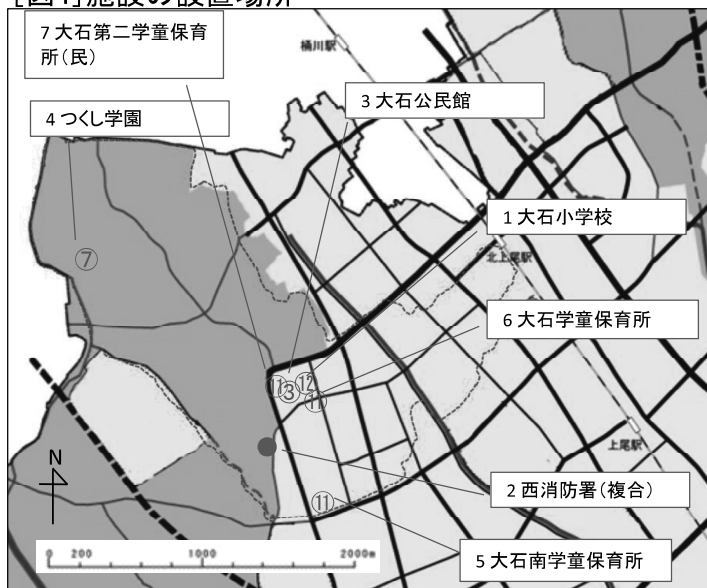 [図1]施設の設置場所
7 大石第二学童保育
所(民)
桶川駅
3 大石公民館
4 つくし学園
1 大石小学校
⑦
北上尾駅
6 大石学童保育所
⑪
③
⑫
⑪
N
上尾駅
2 西消防署(複合)
⑪
5 大石南学童保育所
0 200 1000 2000m